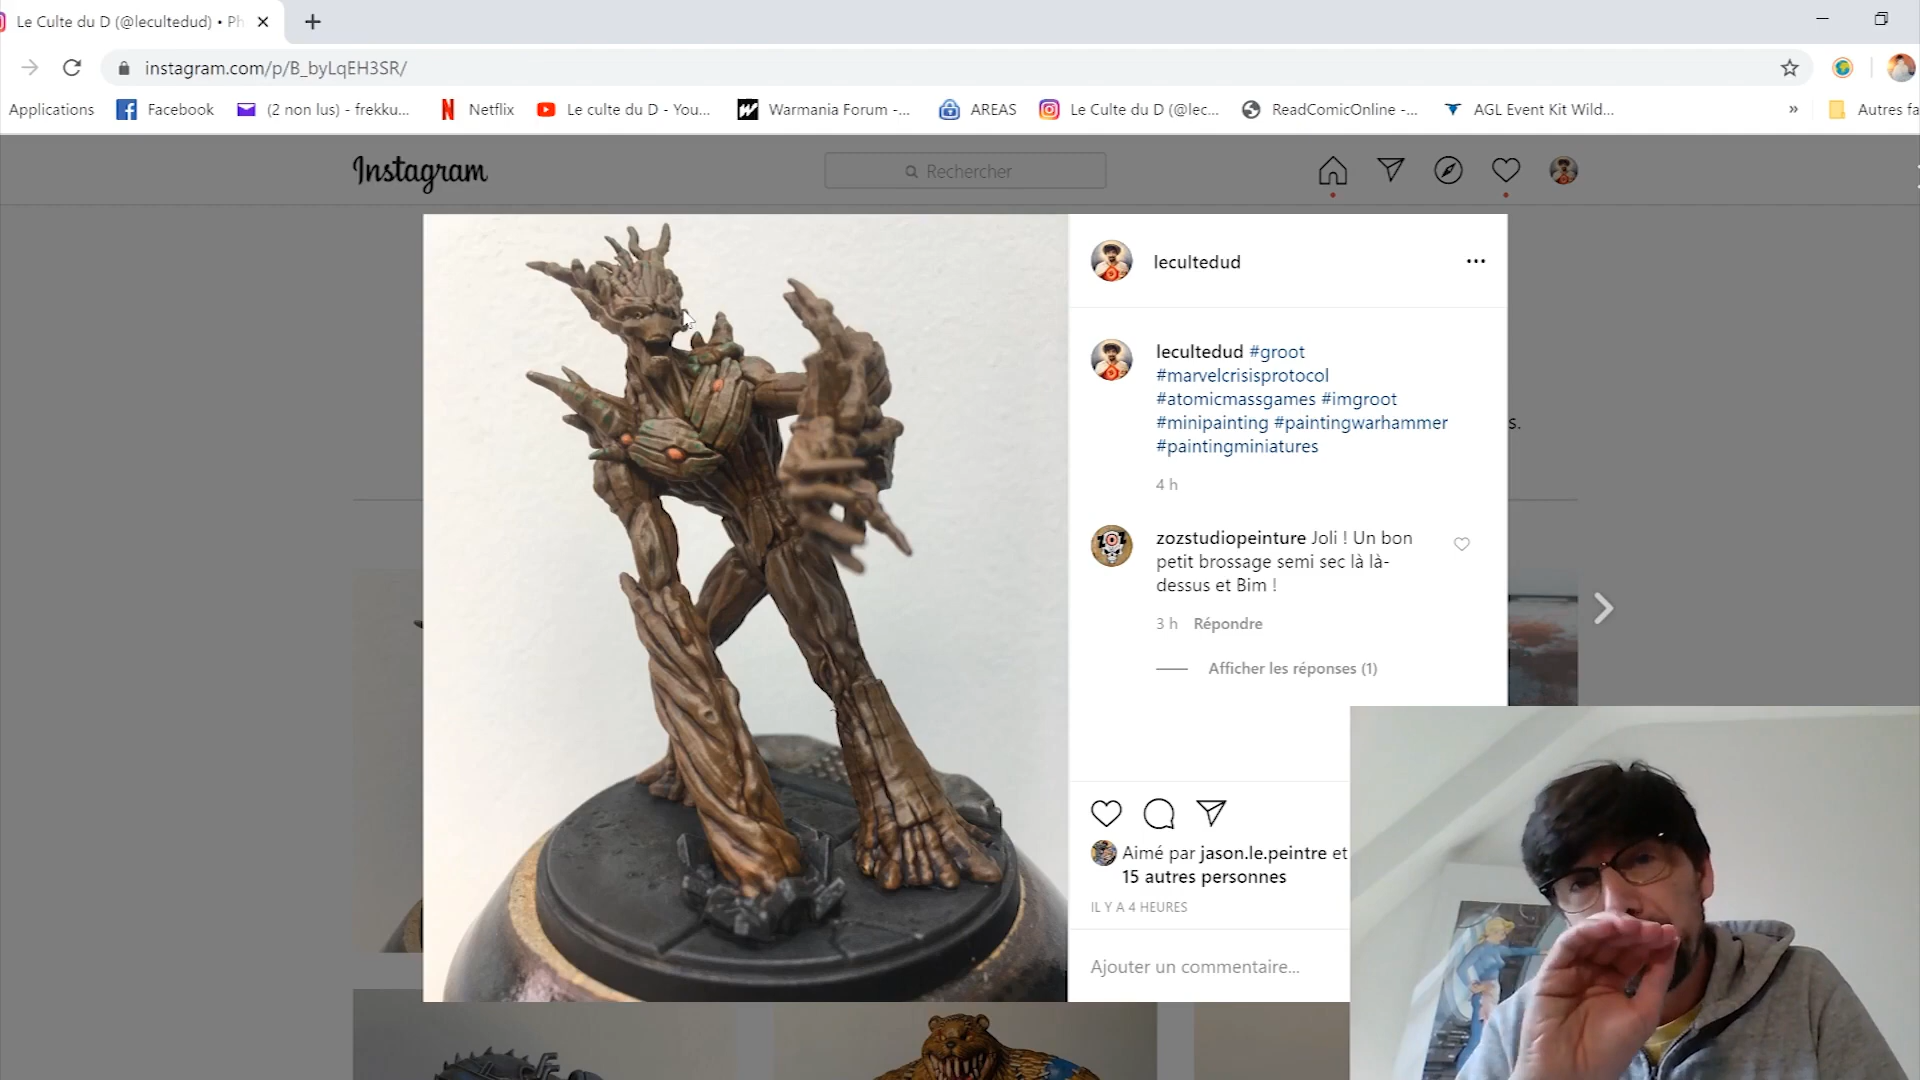 Le Culte du D (@lecultedud) • Ph
instagram.com/p/B_byLqEH3SR/
Applications Facebook (2 non lus) - frekku... Netflix Le culte du D - You... Warmania Forum -... AREAS Le Culte du D (@lec... ReadComicOnline -... AGL Event Kit Wild... » Autres fa
Instagram
Rechercher
lecultedud
lecultedud #groot
#marvelcrisisprotocol
#atomicmassgames #imgroot
#minipainting #paintingwarhammer
#paintingminiatures
s.
4 h
zozstudiopeinture Joli ! Un bon
petit brossage semi sec là là-
dessus et Bim !
3 h Répondre
Afficher les réponses (1)
Aimé par jason.le.peintre et
15 autres personnes
IL Y A 4 HEURES
Ajouter un commentaire...